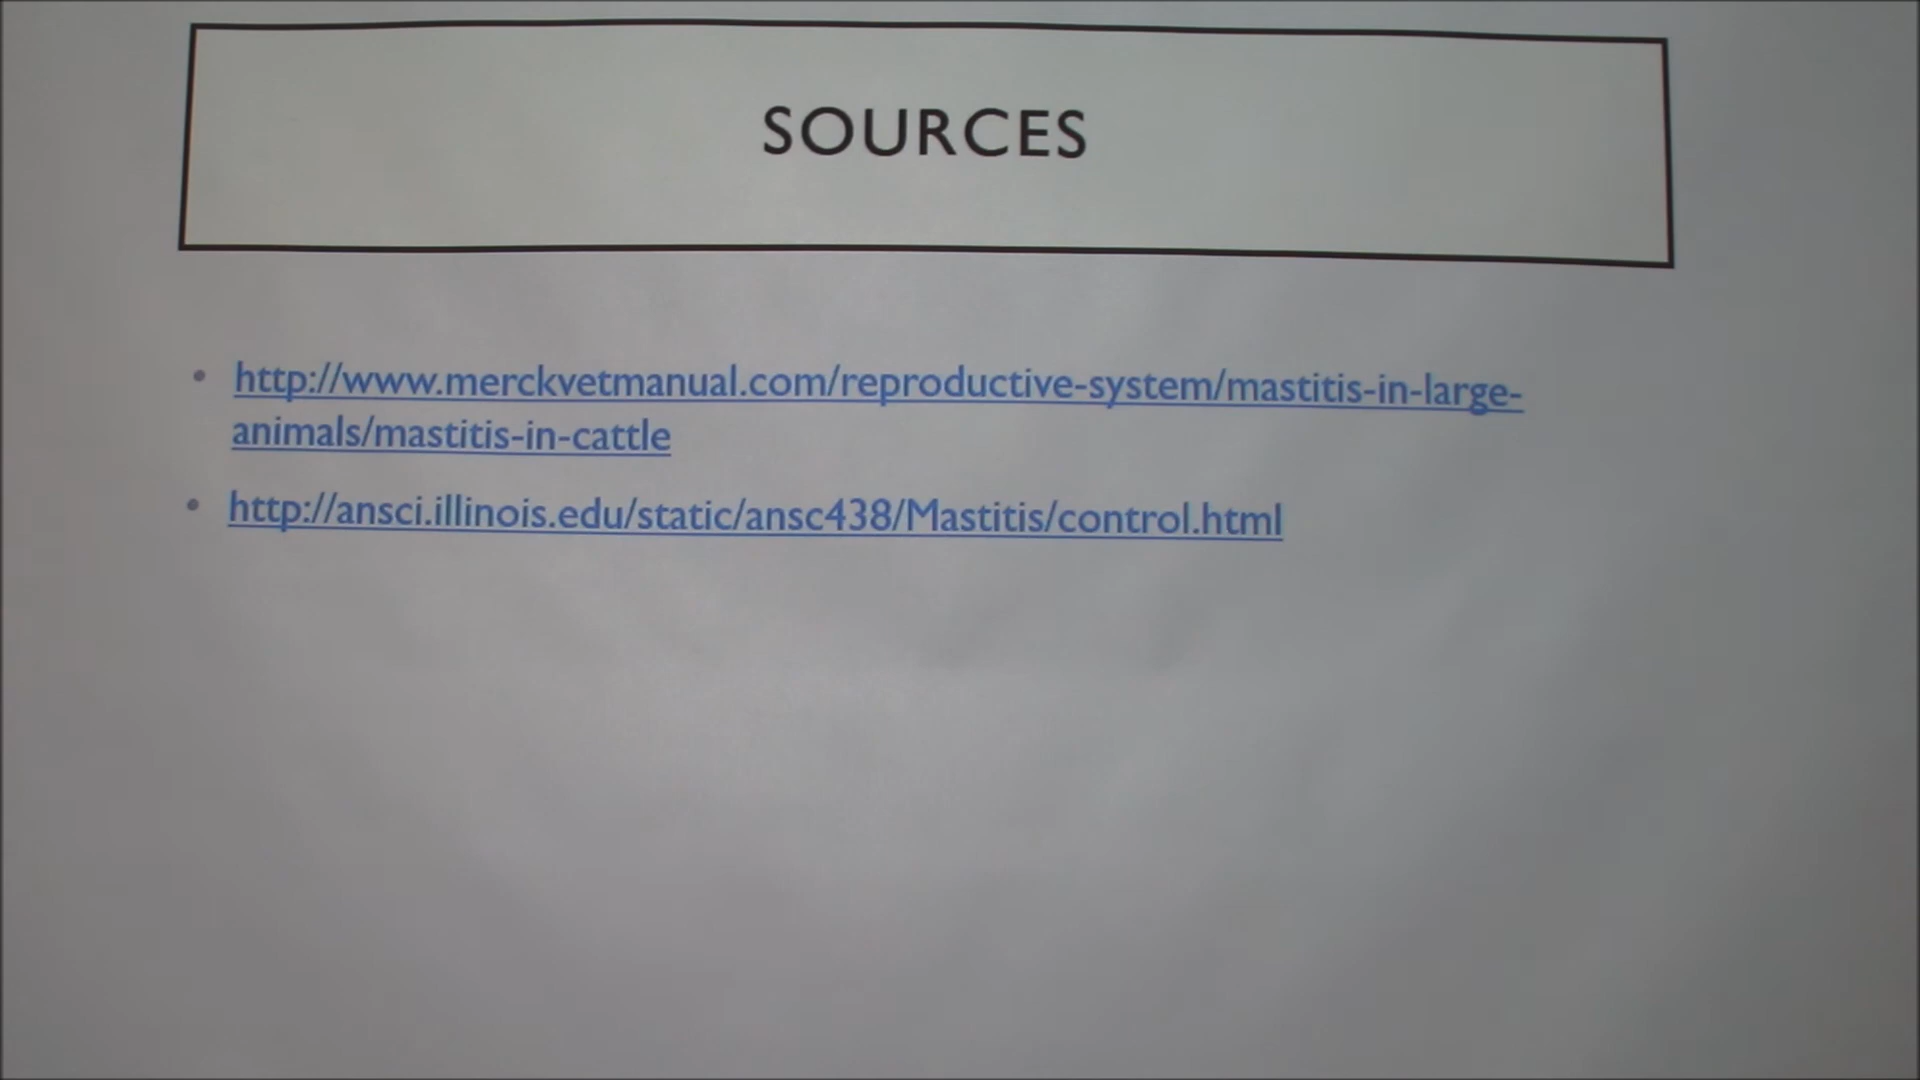 SOURCES
• http://www.merckvetmanual.com/reproductive-system/mastitis-in-large-
animals/mastitis-in-cattle
• http://ansci.illinois.edu/static/ansc438/Mastitis/control.html